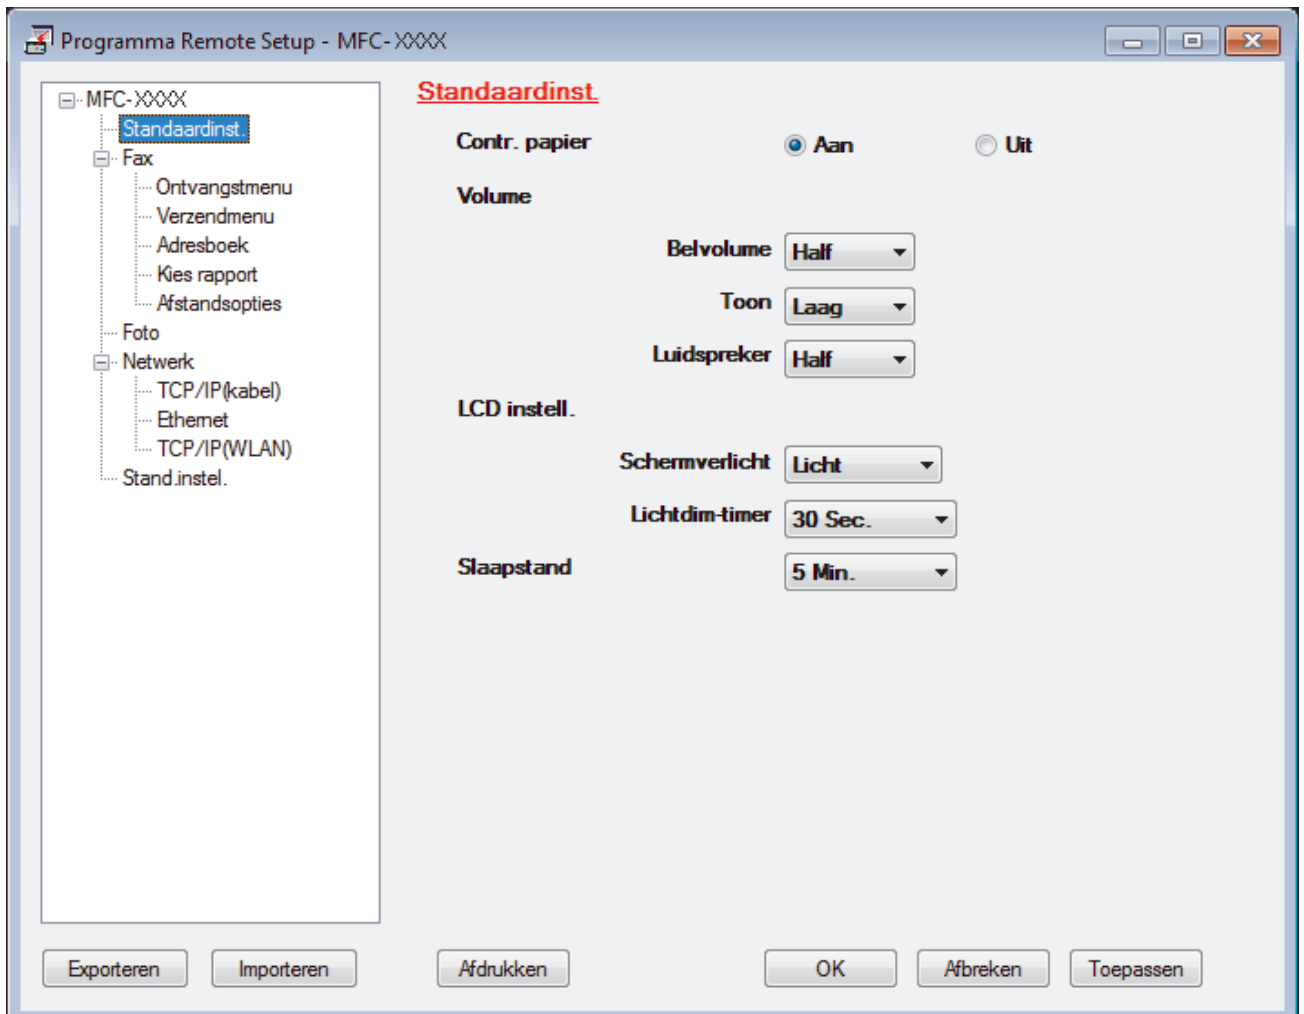 Programma Remote Setup - MFC-XXXX
MFC-XXXX
Standaardinst.
Fax
Ontvangstmenu
Verzendmenu
Adresboek
Kies rapport
Afstandsopties
Foto
Netwerk
TCP/IP(kabel)
Ethernet
TCP/IP(WLAN)
Stand.instel.
Standaardinst.
Contr. papier Aan Uit
Volume
Belvolume Half
Toon Laag
Luidspreker Half
LCD instell.
Schermverlicht Licht
Lichtdim-timer 30 Sec.
Slaapstand 5 Min.
Exporteren Importeren Afdrukken OK Afbreken Toepassen